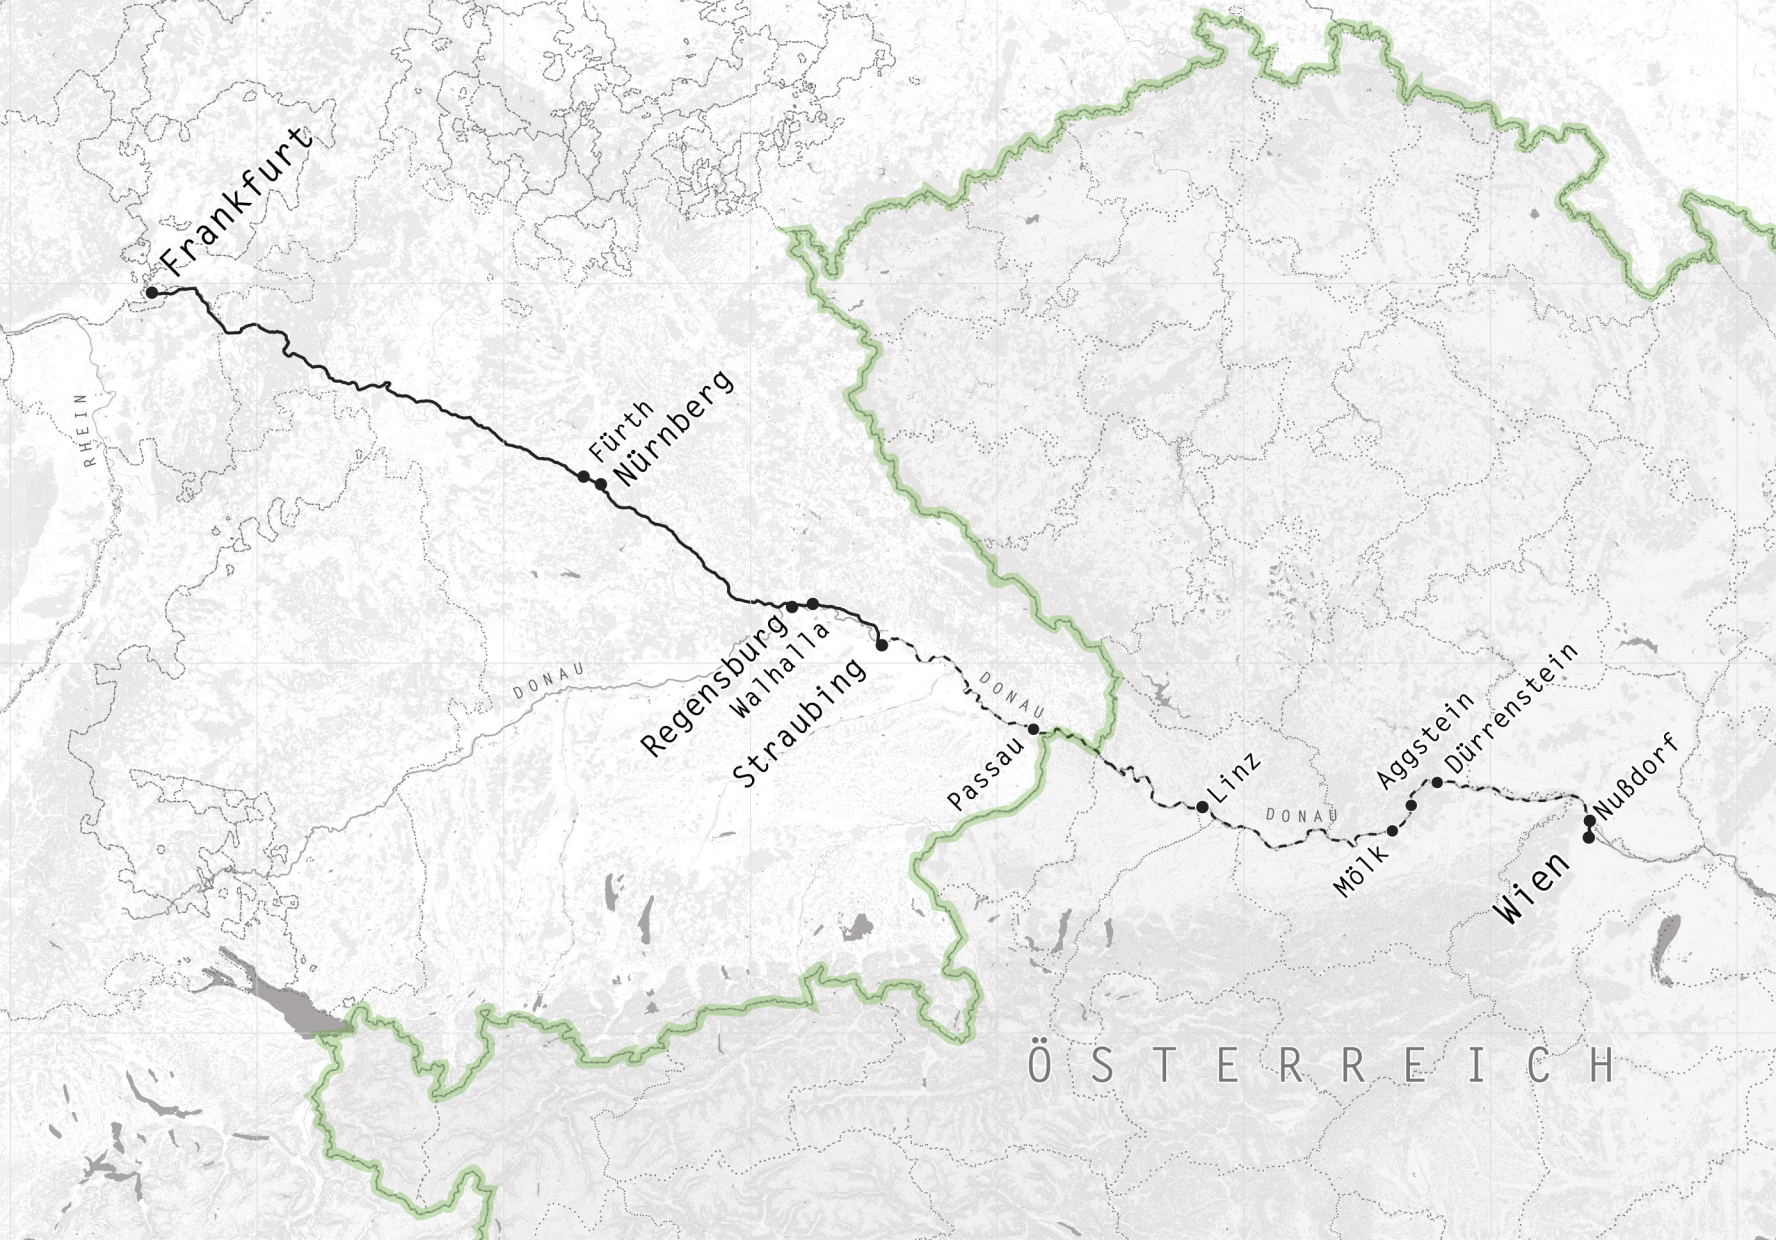 Frankfurt
RHEIN
Fürth
Nürnberg
DONAU
Regensburg
Walhalla
Straubing
DONAU
Passau
Linz
DONAU
Mölk
Aggstein
Dürrenstein
Nußdorf
Wien
ÖSTERREICH